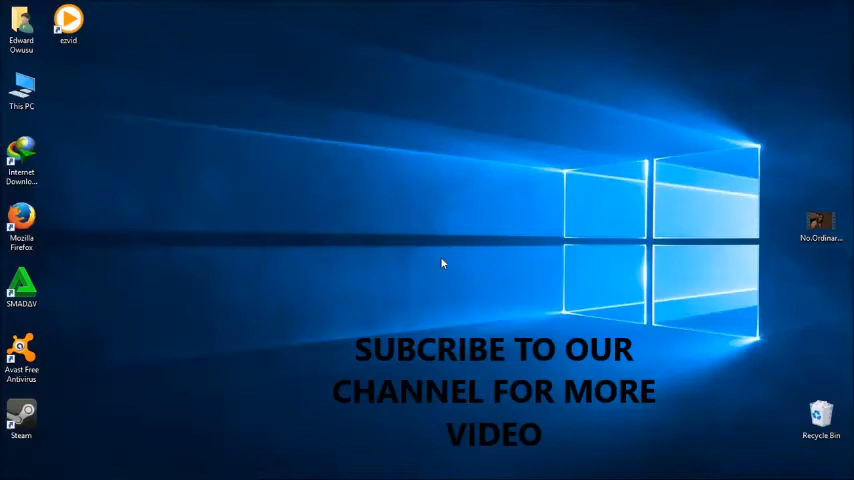 Edward
Owusu
ezvid
This PC
Internet
Downlo...
Mozilla
Firefox
SMADΔV
Avast Free
Antivirus
Steam
No.Ordinar...
Recycle Bin
SUBCRIBE TO OUR
CHANNEL FOR MORE
VIDEO